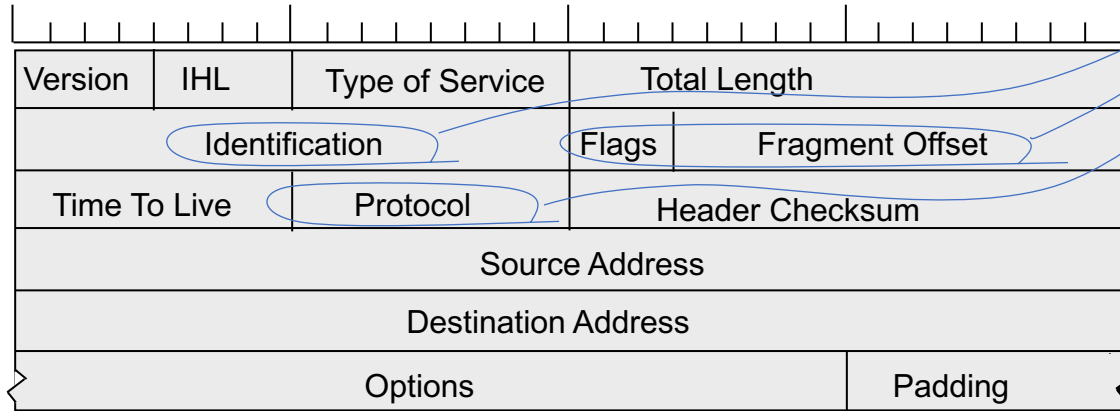 Version IHL Type of Service Total Length
Identification Flags Fragment Offset
Time To Live Protocol Header Checksum
Source Address
Destination Address
Options Padding